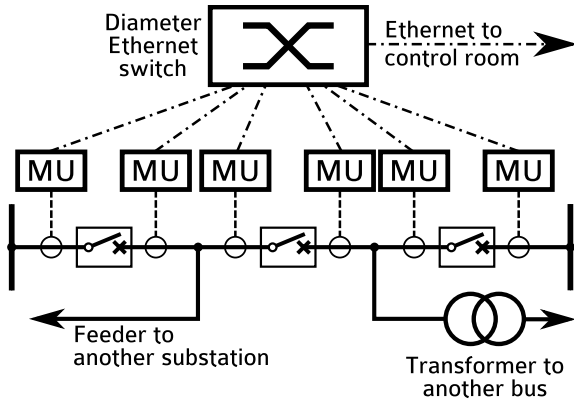 Diameter
Ethernet
switch
Ethernet to
control room
MU MU MU MU MU MU
Feeder to
another substation
Transformer to
another bus